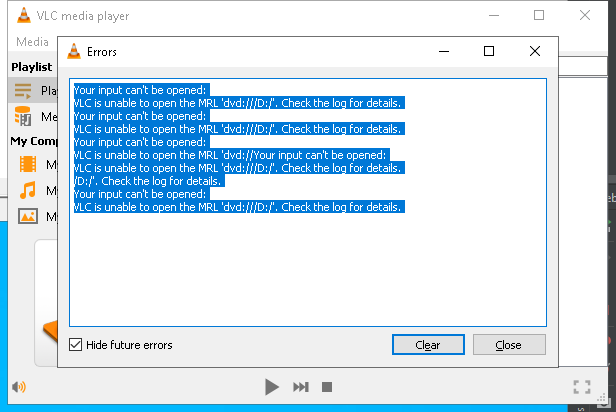 VLC media player
Media
Errors
Playlist
Your input can't be opened:
VLC is unable to open the MRL 'dvd:///D:/'. Check the log for details.
Your input can't be opened:
VLC is unable to open the MRL 'dvd:///D:/'. Check the log for details.
Your input can't be opened:
VLC is unable to open the MRL 'dvd://Your input can't be opened:
VLC is unable to open the MRL 'dvd:///D:/'. Check the log for details.
/D:/'. Check the log for details.
Your input can't be opened:
VLC is unable to open the MRL 'dvd:///D:/'. Check the log for details.
Pla
Me
My Comp
My
My
My
Hide future errors
Clear
Close